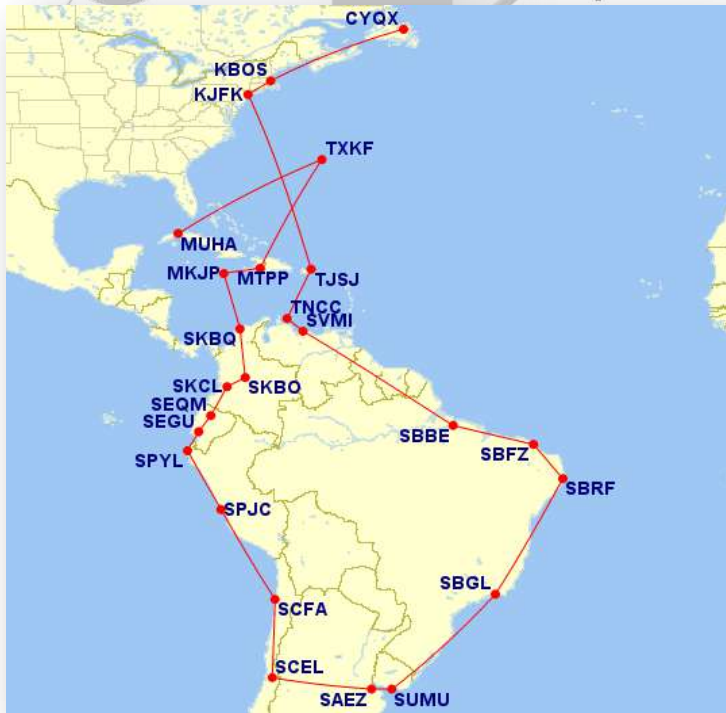 CYQX
KBOS
KJFK
TXKF
MUHA
MKJP
MTPP
TJSJ
TNCC
SVMI
SKBQ
SKCL
SKBO
SEQM
SEGU
SPYL
SBBE
SBFZ
SBRF
SPJC
SBGL
SCFA
SCEL
SAEZ
SUMU